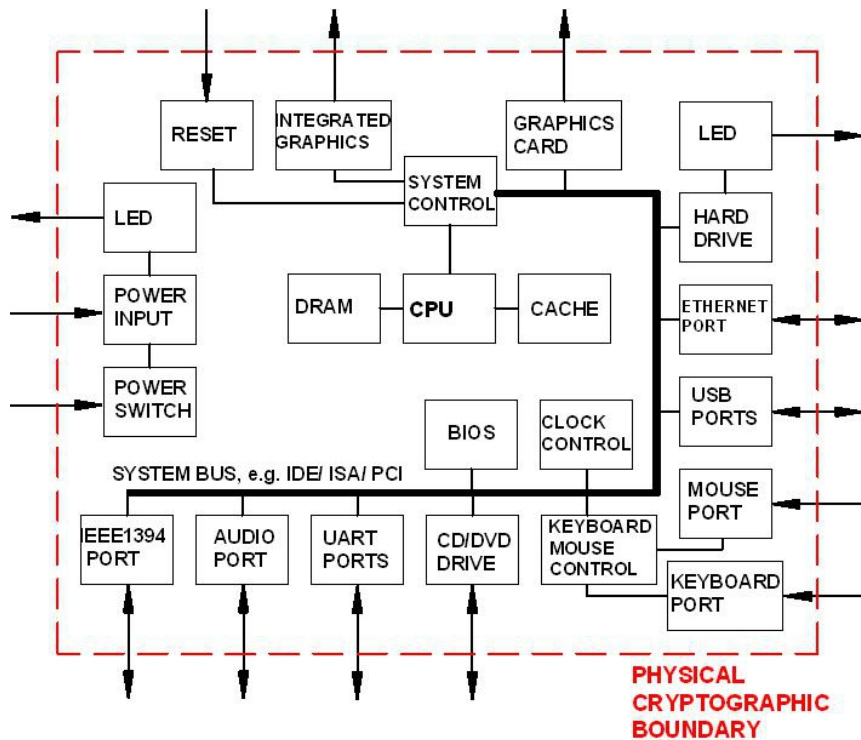 RESET
INTEGRATED
GRAPHICS
GRAPHICS
CARD
LED
SYSTEM
CONTROL
LED
HARD
DRIVE
POWER
INPUT
DRAM
CPU
CACHE
ETHERNET
PORT
POWER
SWITCH
USB
PORTS
BIOS
CLOCK
CONTROL
SYSTEM BUS, e.g. IDE/ ISA/ PCI
MOUSE
PORT
IEEE1394
PORT
AUDIO
PORT
UART
PORTS
CD/DVD
DRIVE
KEYBOARD
MOUSE
CONTROL
KEYBOARD
PORT
PHYSICAL
CRYPTOGRAPHIC
BOUNDARY